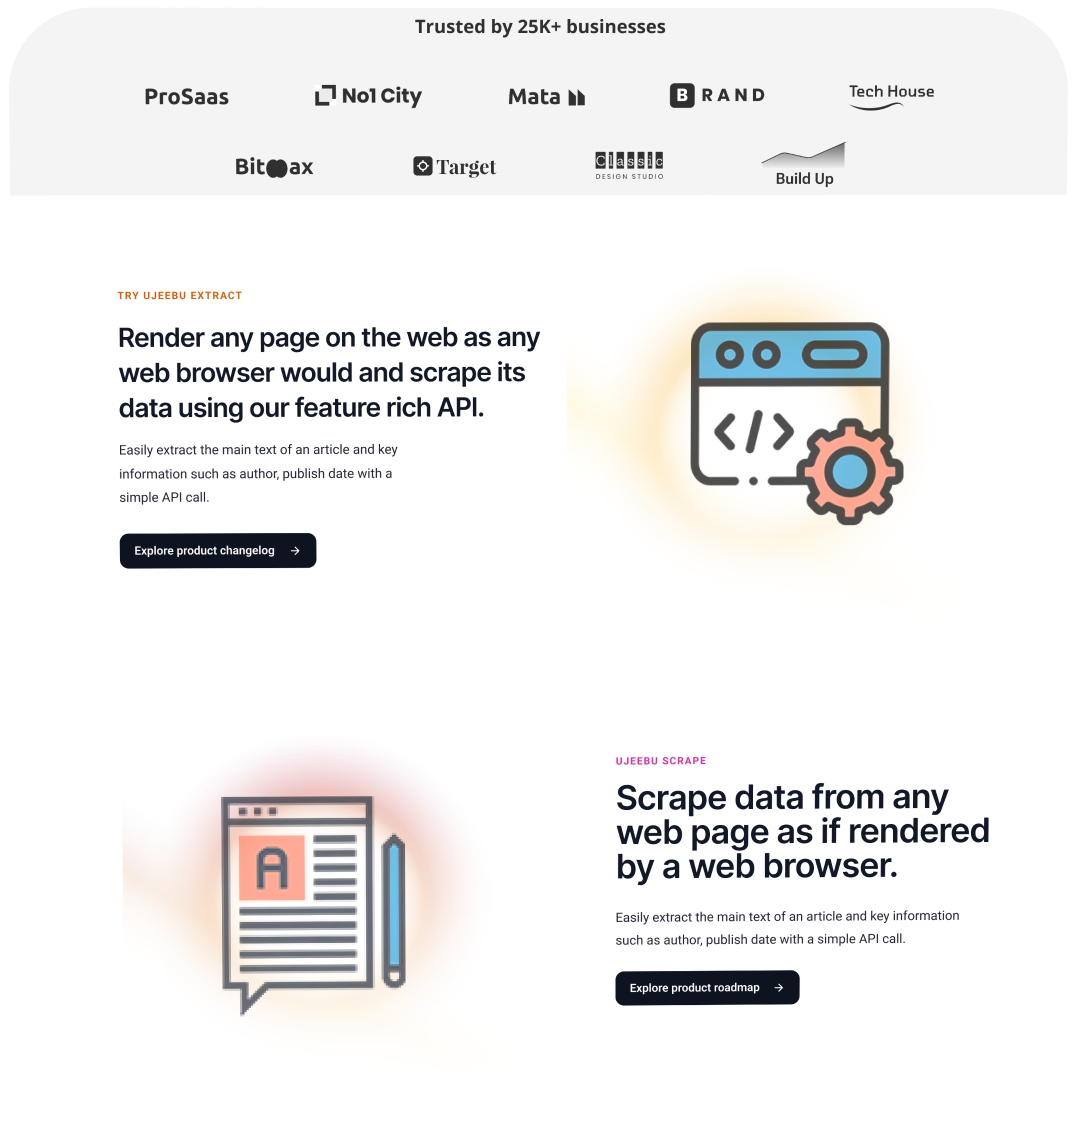 Trusted by 25K+ businesses
ProSaas
No1 City
Mata
B RAND
Tech House
Bit ax
Target
Classic
DESIGN STUDIO
Build Up
TRY UJEEBU EXTRACT
Render any page on the web as any
web browser would and scrape its
data using our feature rich API.
Easily extract the main text of an article and key
information such as author, publish date with a
simple API call.
Explore product changelog →
</>
UJEEBU SCRAPE
Scrape data from any
web page as if rendered
by a web browser.
A
Easily extract the main text of an article and key information
such as author, publish date with a simple API call.
Explore product roadmap →